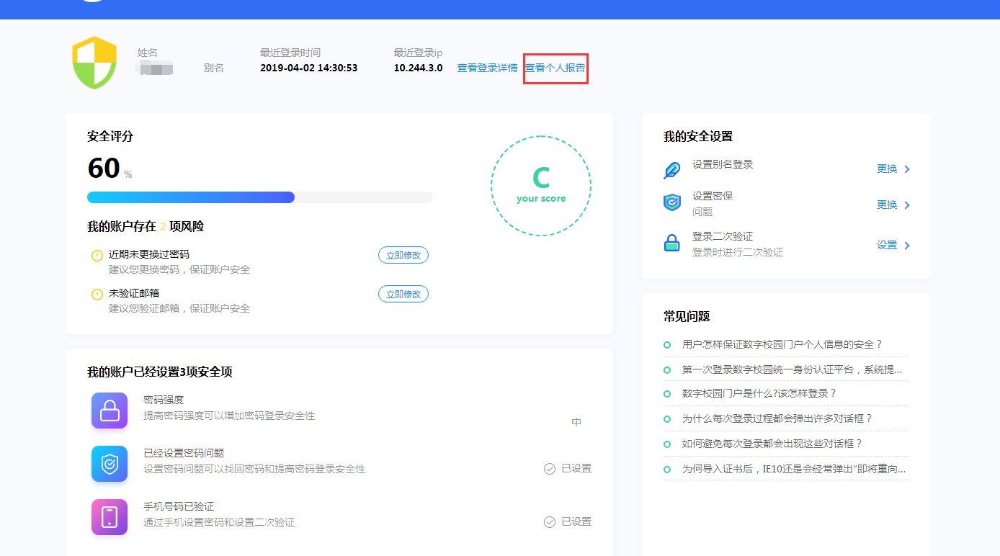 姓名
别名
最近登录时间
2019-04-02 14:30:53
最近登录ip
10.244.3.0
查看登录详情
查看个人报告
安全评分
60 %
C
your score
我的账户存在 2 项风险
近期未更换过密码
建议您更换密码，保证账户安全
立即修改
未验证邮箱
建议您验证邮箱，保证账户安全
立即修改
我的账户已经设置3项安全项
密码强度
提高密码强度可以增加密码登录安全性
中
已经设置密码问题
设置密码问题可以找回密码和提高密码登录安全性
已设置
手机号码已验证
通过手机设置密码和设置二次验证
已设置
我的安全设置
设置别名登录
更换
设置密保
问题
更换
登录二次验证
登录时进行二次验证
设置
常见问题
用户怎样保证数字校园门户个人信息的安全？
第一次登录数字校园统一身份认证平台，系统提...
数字校园门户是什么?该怎样登录？
为什么每次登录过程都会弹出许多对话框？
如何避免每次登录都会出现这些对话框？
为何导入证书后，IE10还是会经常弹出“即将重向...